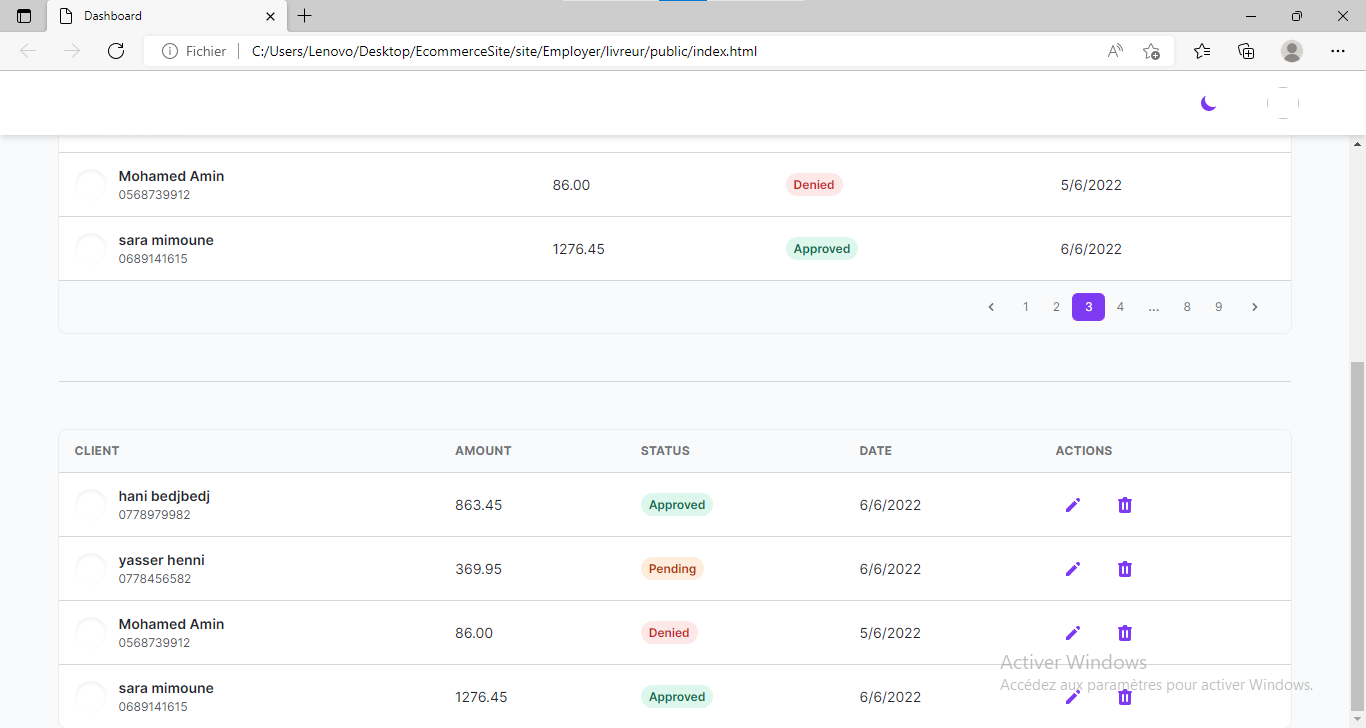 Dashboard
Fichier C:/Users/Lenovo/Desktop/EcommerceSite/site/Employer/livreur/public/index.html
Mohamed Amin 86.00 Denied 5/6/2022
0568739912
sara mimoune 1276.45 Approved 6/6/2022
0689141615
1 2 3 4 ... 8 9
CLIENT AMOUNT STATUS DATE ACTIONS
hani bedjbedj 863.45 Approved 6/6/2022
0778979982
yasser henni 369.95 Pending 6/6/2022
0778456582
Mohamed Amin 86.00 Denied 5/6/2022
0568739912
Activer Windows
Accédez aux paramètres pour activer Windows.
sara mimoune 1276.45 Approved 6/6/2022
0689141615